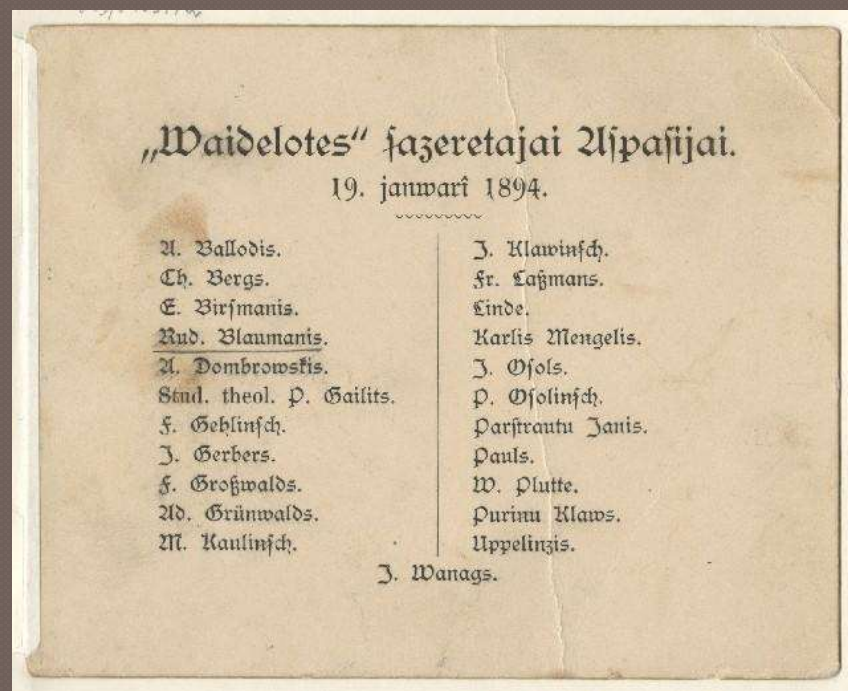 „Waidelotes“ ſazeretajai Aſpaſijai.
19. janwarî 1894.
A. Ballodis.
Ch. Bergs.
E. Birſmanis.
Rud. Blaumanis.
A. Dombrowskis.
Stud. theol. P. Gailits.
F. Gehlinſch.
J. Gerbers.
F. Großwalds.
Ad. Grünwalds.
M. Kaulinſch.
J. Klawinſch.
Fr. Laßmans.
Linde.
Karlis Mengelis.
J. Oſols.
P. Oſolinſch.
Parſtrautu Janis.
Pauls.
W. Plutte.
Purinu Klaws.
Uppelinzis.
J. Wanags.